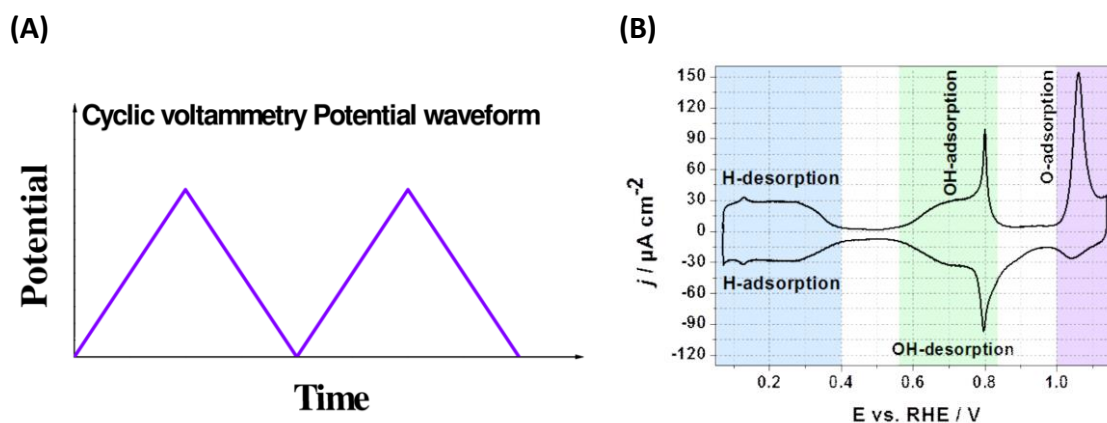 (A)
Cyclic voltammetry Potential waveform
Potential
Time
(B)
150
120
90
60
30
0
-30
-60
-90
-120
j / µA cm⁻²
H-desorption
H-adsorption
OH-adsorption
OH-desorption
O-adsorption
0.2 0.4 0.6 0.8 1.0
E vs. RHE / V